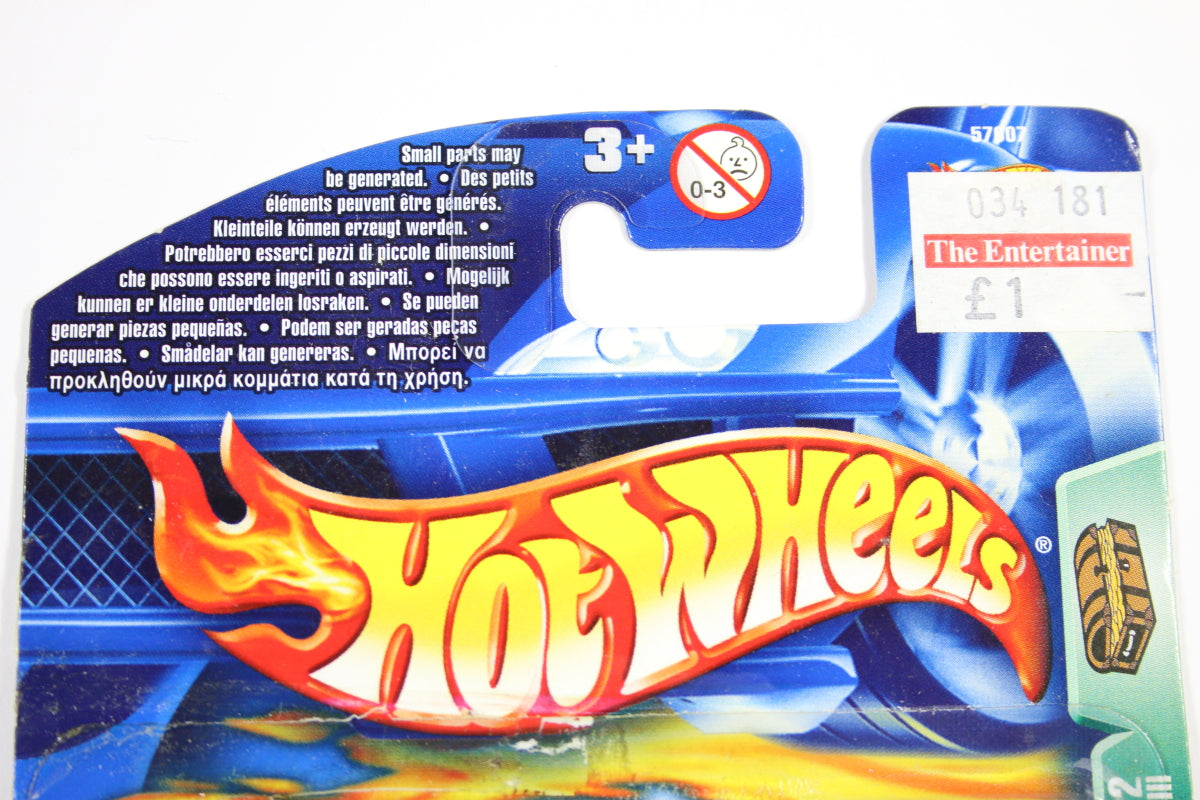 Small parts may
be generated. • Des petits
éléments peuvent être générés.
Kleinteile können erzeugt werden. •
Potrebbero esserci pezzi di piccole dimensioni
che possono essere ingeriti o aspirati. • Mogelijk
kunnen er kleine onderdelen losraken. • Se pueden
generar piezas pequeñas. • Podem ser geradas peças
pequenas. • Smådelar kan genereras. • Μπορεί να
προκληθούν μικρά κομμάτια κατά τη χρήση.
3+
0-3
034 181
The Entertainer
£1
HOT WHEELS
®
2